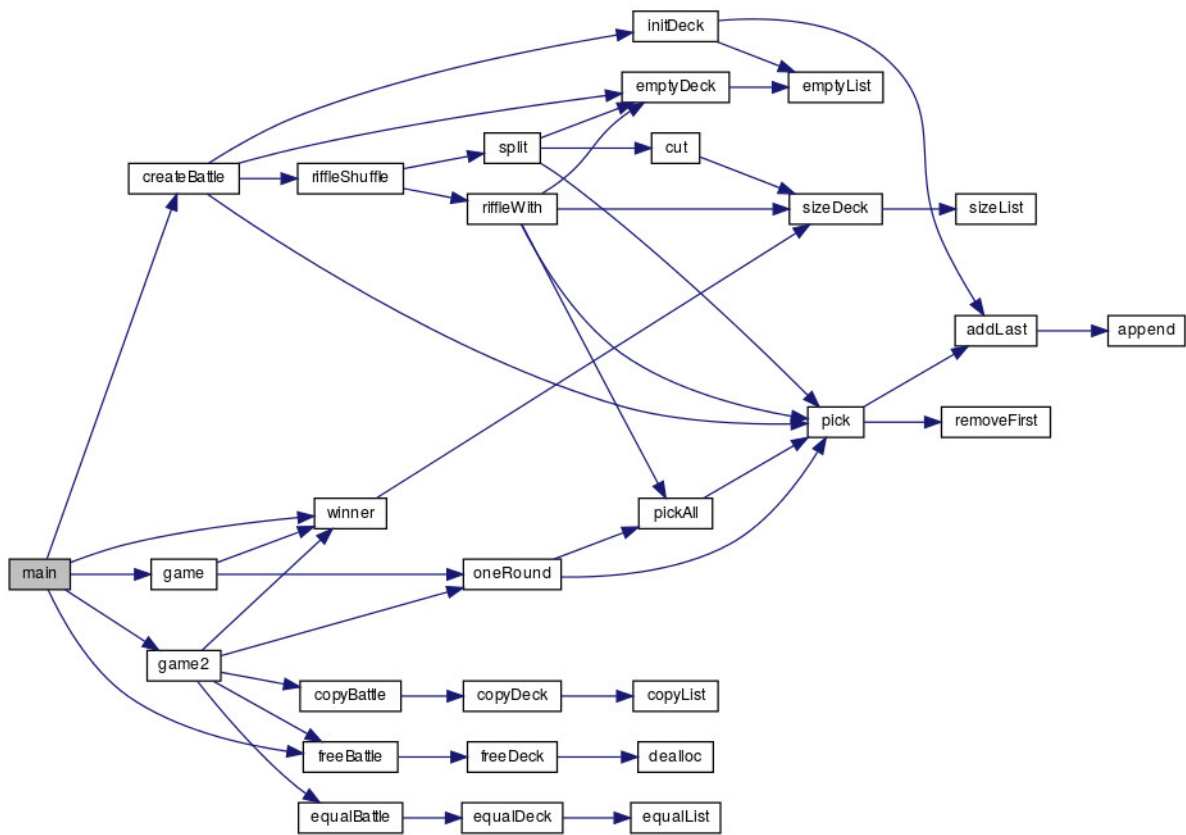 initDeck
emptyDeck
emptyList
split
cut
createBattle
riffleShuffle
riffleWith
sizeDeck
sizeList
addLast
append
pick
removeFirst
winner
pickAll
main
game
oneRound
game2
copyBattle
copyDeck
copyList
freeBattle
freeDeck
dealloc
equalBattle
equalDeck
equalList